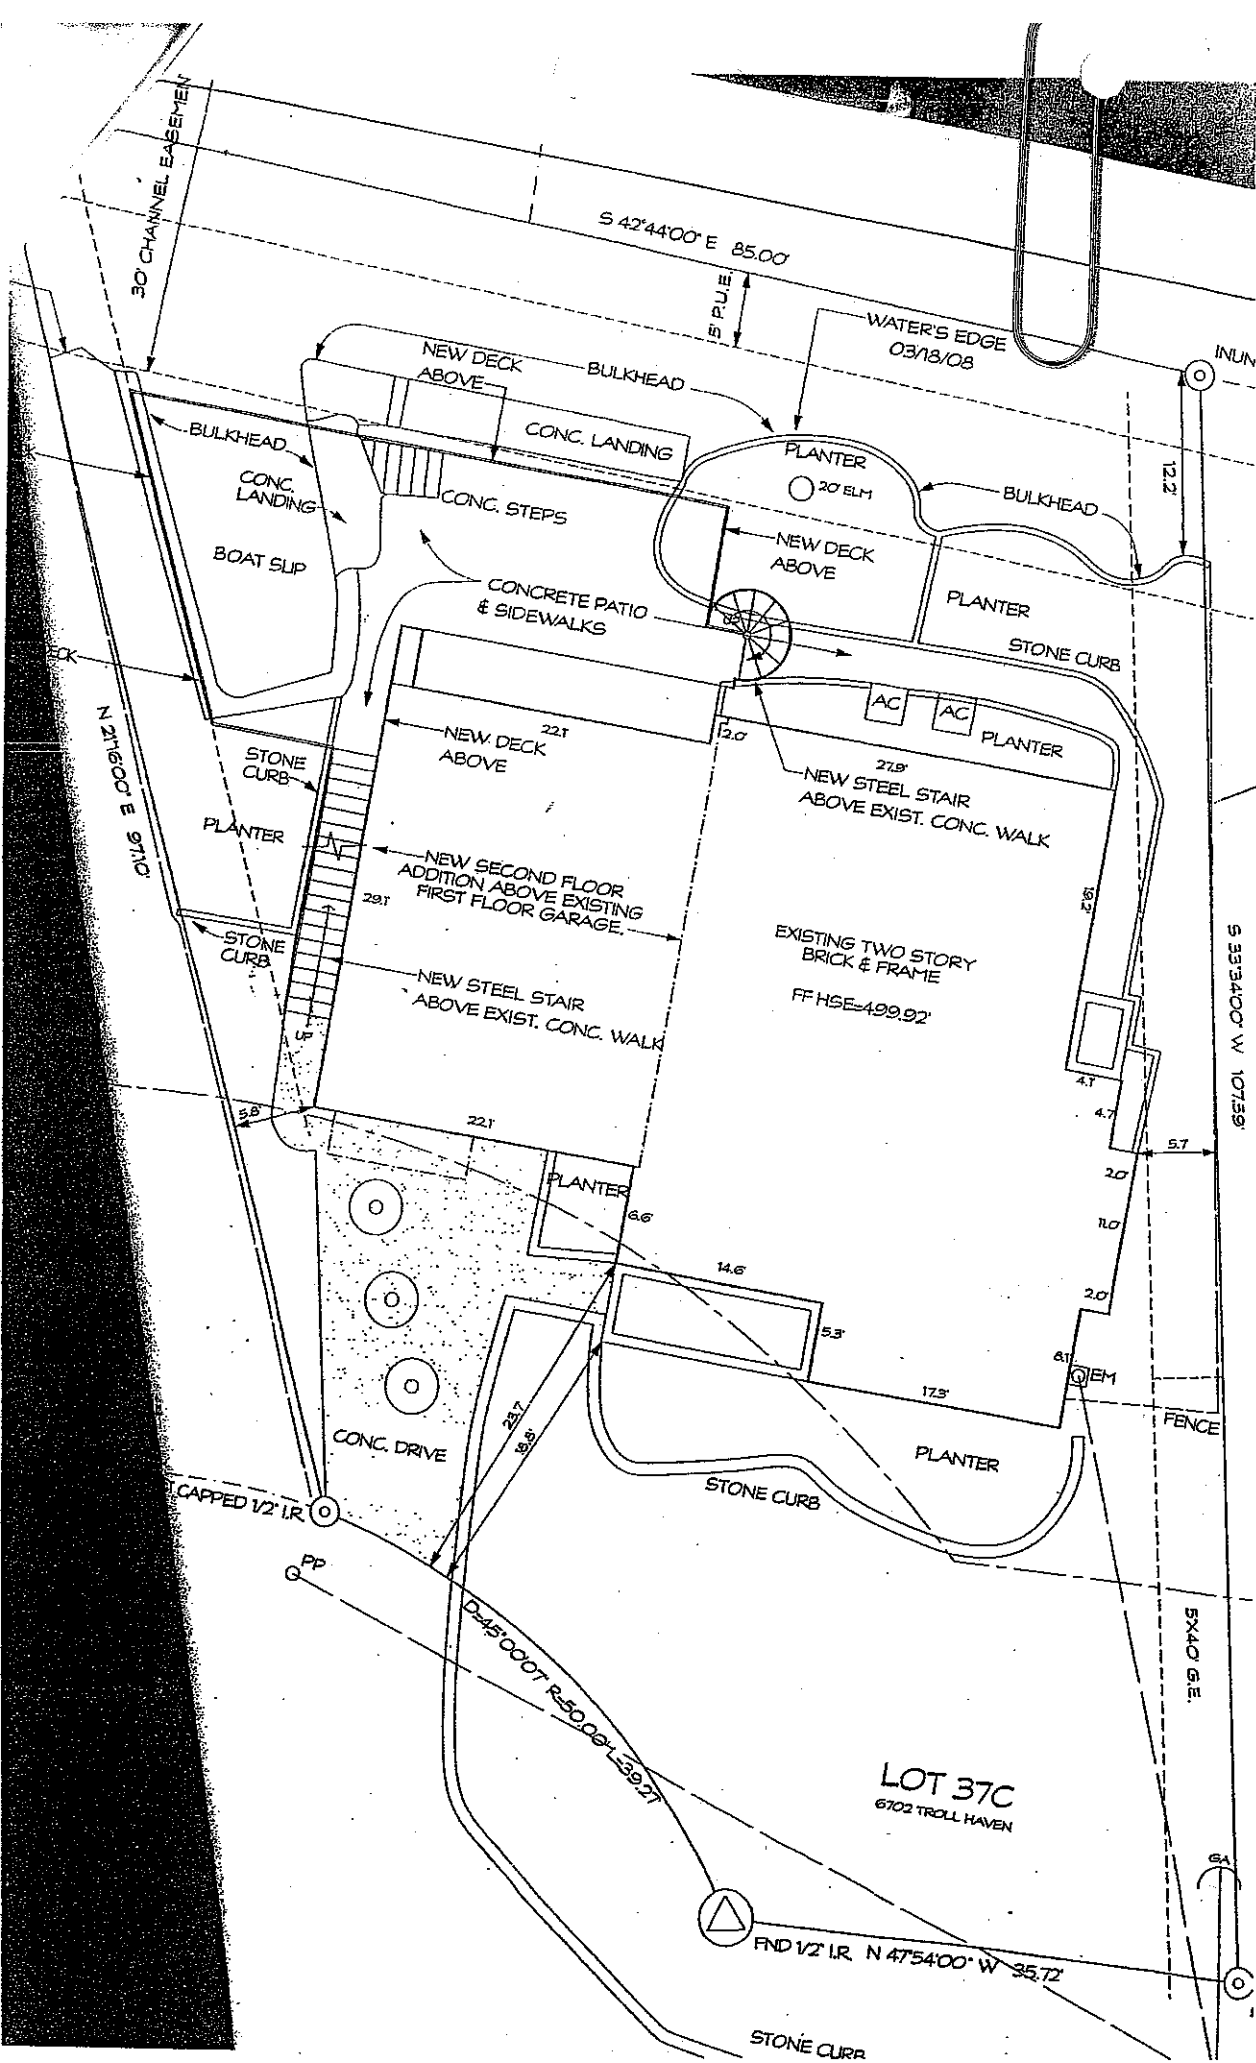 30' CHANNEL EASEMEN
S 42°44'00" E 85.00'
5' P.U.E.
WATER'S EDGE
03/18/08
INUN
NEW DECK
ABOVE
BULKHEAD
CONC. LANDING
PLANTER
20" ELM
BULKHEAD
12.2'
BULKHEAD
CONC.
LANDING
CONC. STEPS
BOAT SLIP
NEW DECK
ABOVE
CONCRETE PATIO
& SIDEWALKS
PLANTER
STONE CURB
ECK
N 21°16'00" E 97.10'
AC
AC
PLANTER
22.1'
2.0'
27.9'
NEW DECK
ABOVE
STONE
CURB
NEW STEEL STAIR
ABOVE EXIST. CONC. WALK
PLANTER
NEW SECOND FLOOR
ADDITION ABOVE EXISTING
FIRST FLOOR GARAGE.
29.1'
19.2'
STONE
CURB
EXISTING TWO STORY
BRICK & FRAME
FF HSE=499.92'
NEW STEEL STAIR
ABOVE EXIST. CONC. WALK
UP
S 33°34'00" W 107.59'
4.1'
4.7'
5.8'
22.1'
5.7
PLANTER
2.0'
6.6'
11.0'
14.6'
2.0'
5.3'
8.1'
EM
17.3'
FENCE
23.7'
18.8'
CONC. DRIVE
PLANTER
STONE CURB
CAPPED 1/2" I.R.
PP
D=45°00'07" R=50.00' L=39.27'
5'X40' G.E.
LOT 37C
6702 TROLL HAVEN
GA
FND 1/2" I.R. N 47°54'00" W 35.72'
STONE CURB